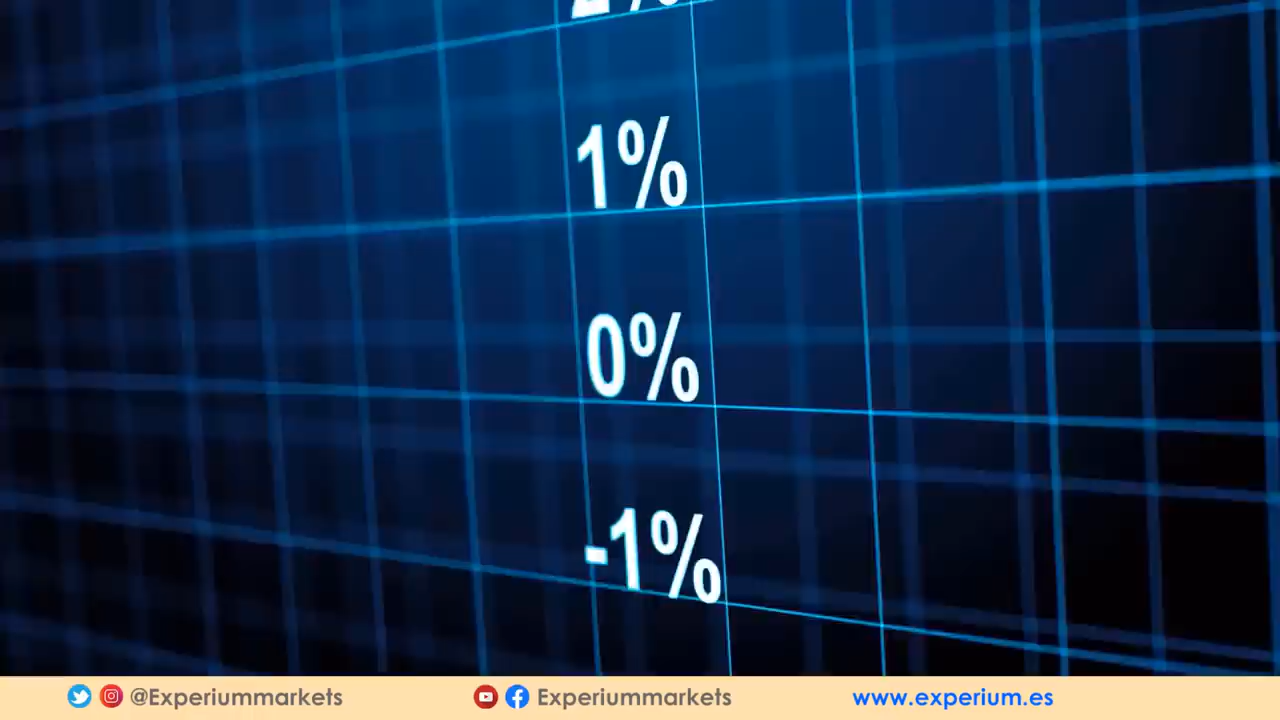 1%
0%
-1%
@Experiummarkets
Experiummarkets
www.experium.es